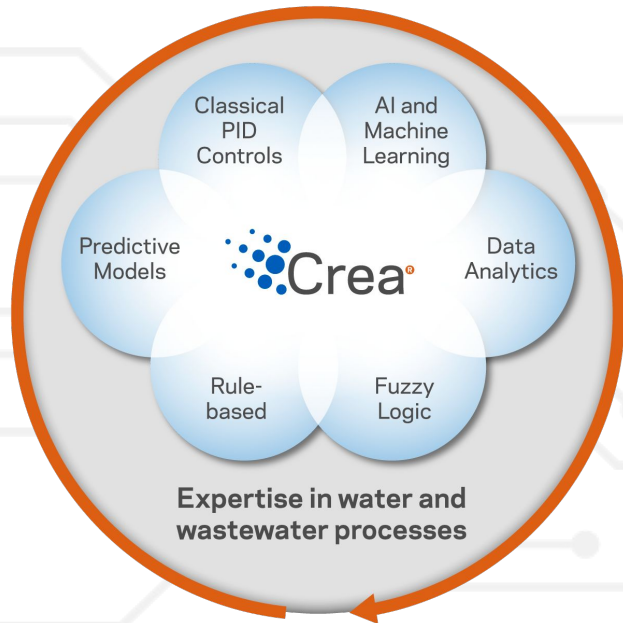 Classical
PID
Controls
AI and
Machine
Learning
Predictive
Models
Crea®
Data
Analytics
Rule-
based
Fuzzy
Logic
Expertise in water and
wastewater processes